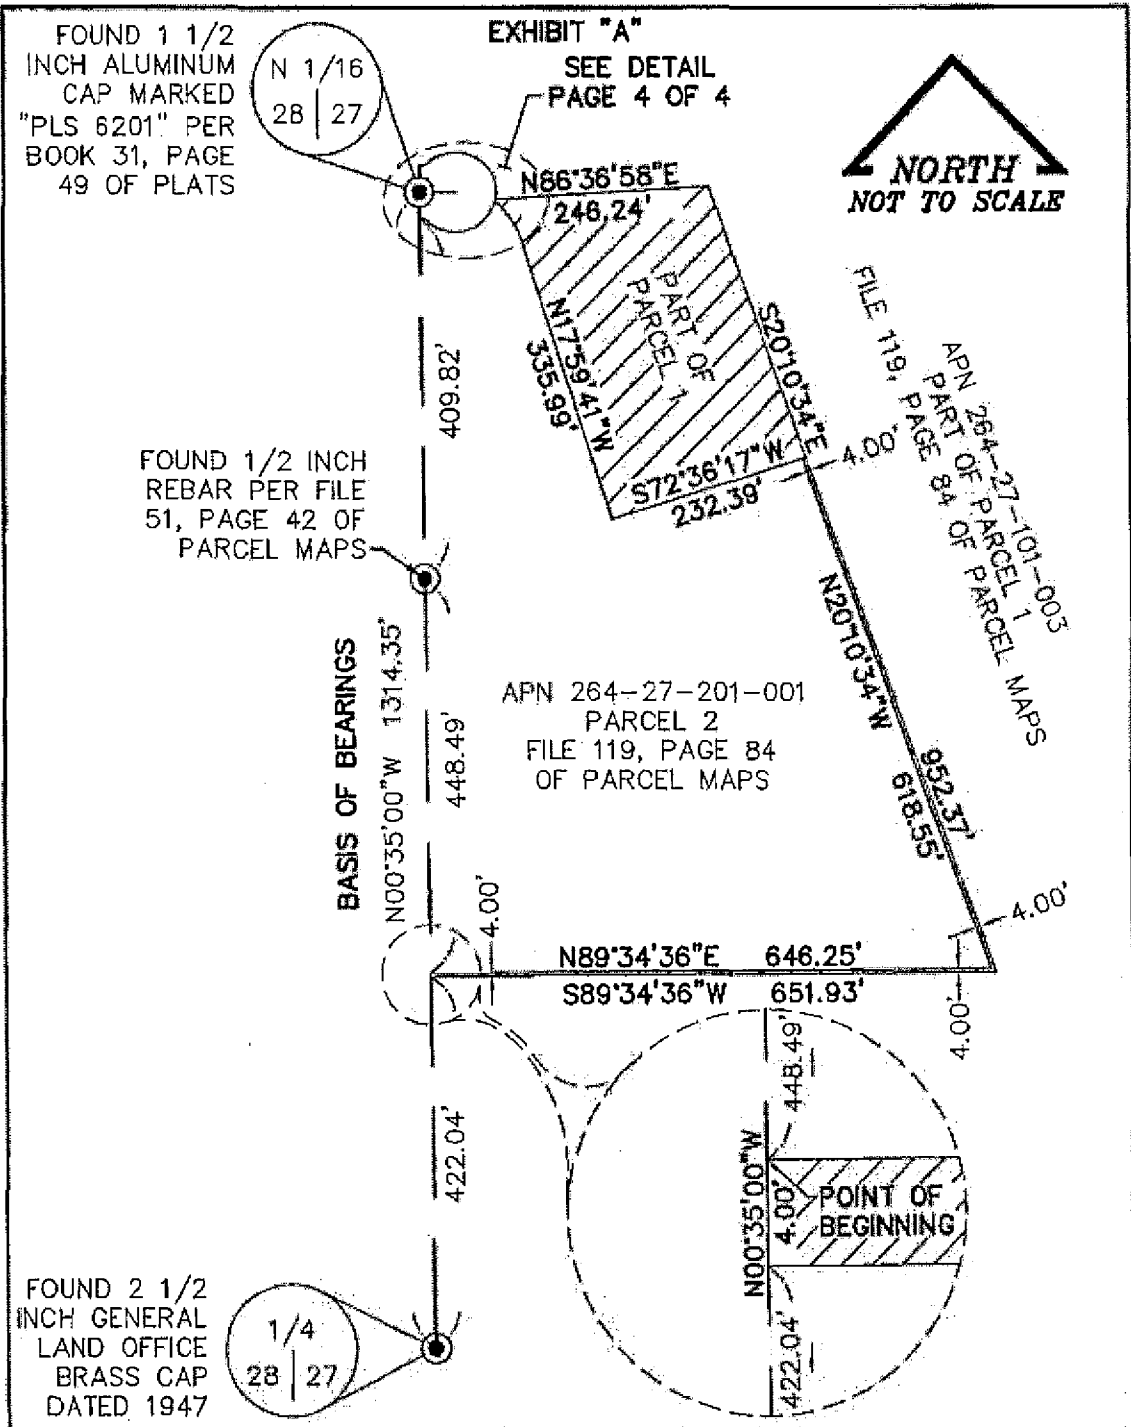 EXHIBIT "A"
FOUND 1 1/2
INCH ALUMINUM
CAP MARKED
"PLS 6201" PER
BOOK 31, PAGE
49 OF PLATS
N 1/16
28 | 27
SEE DETAIL
PAGE 4 OF 4
NORTH
NOT TO SCALE
N86°36'58"E
246.24'
PART OF
PARCEL 1
N17°59'41"W
335.99'
S20°10'34"E
S72°36'17"W
232.39'
4.00'
APN 264-27-101-003
PART OF PARCEL 1
FILE 119, PAGE 84 OF PARCEL MAPS
409.82'
FOUND 1/2 INCH
REBAR PER FILE
51, PAGE 42 OF
PARCEL MAPS
BASIS OF BEARINGS
N00°35'00"W 1314.35'
448.49'
APN 264-27-201-001
PARCEL 2
FILE 119, PAGE 84
OF PARCEL MAPS
N20°10'34"W
952.37'
618.55'
4.00'
4.00'
N89°34'36"E 646.25'
S89°34'36"W 651.93'
4.00'
422.04'
448.49'
N00°35'00"W
4.00'
POINT OF
BEGINNING
422.04'
FOUND 2 1/2
INCH GENERAL
LAND OFFICE
BRASS CAP
DATED 1947
1/4
28 | 27